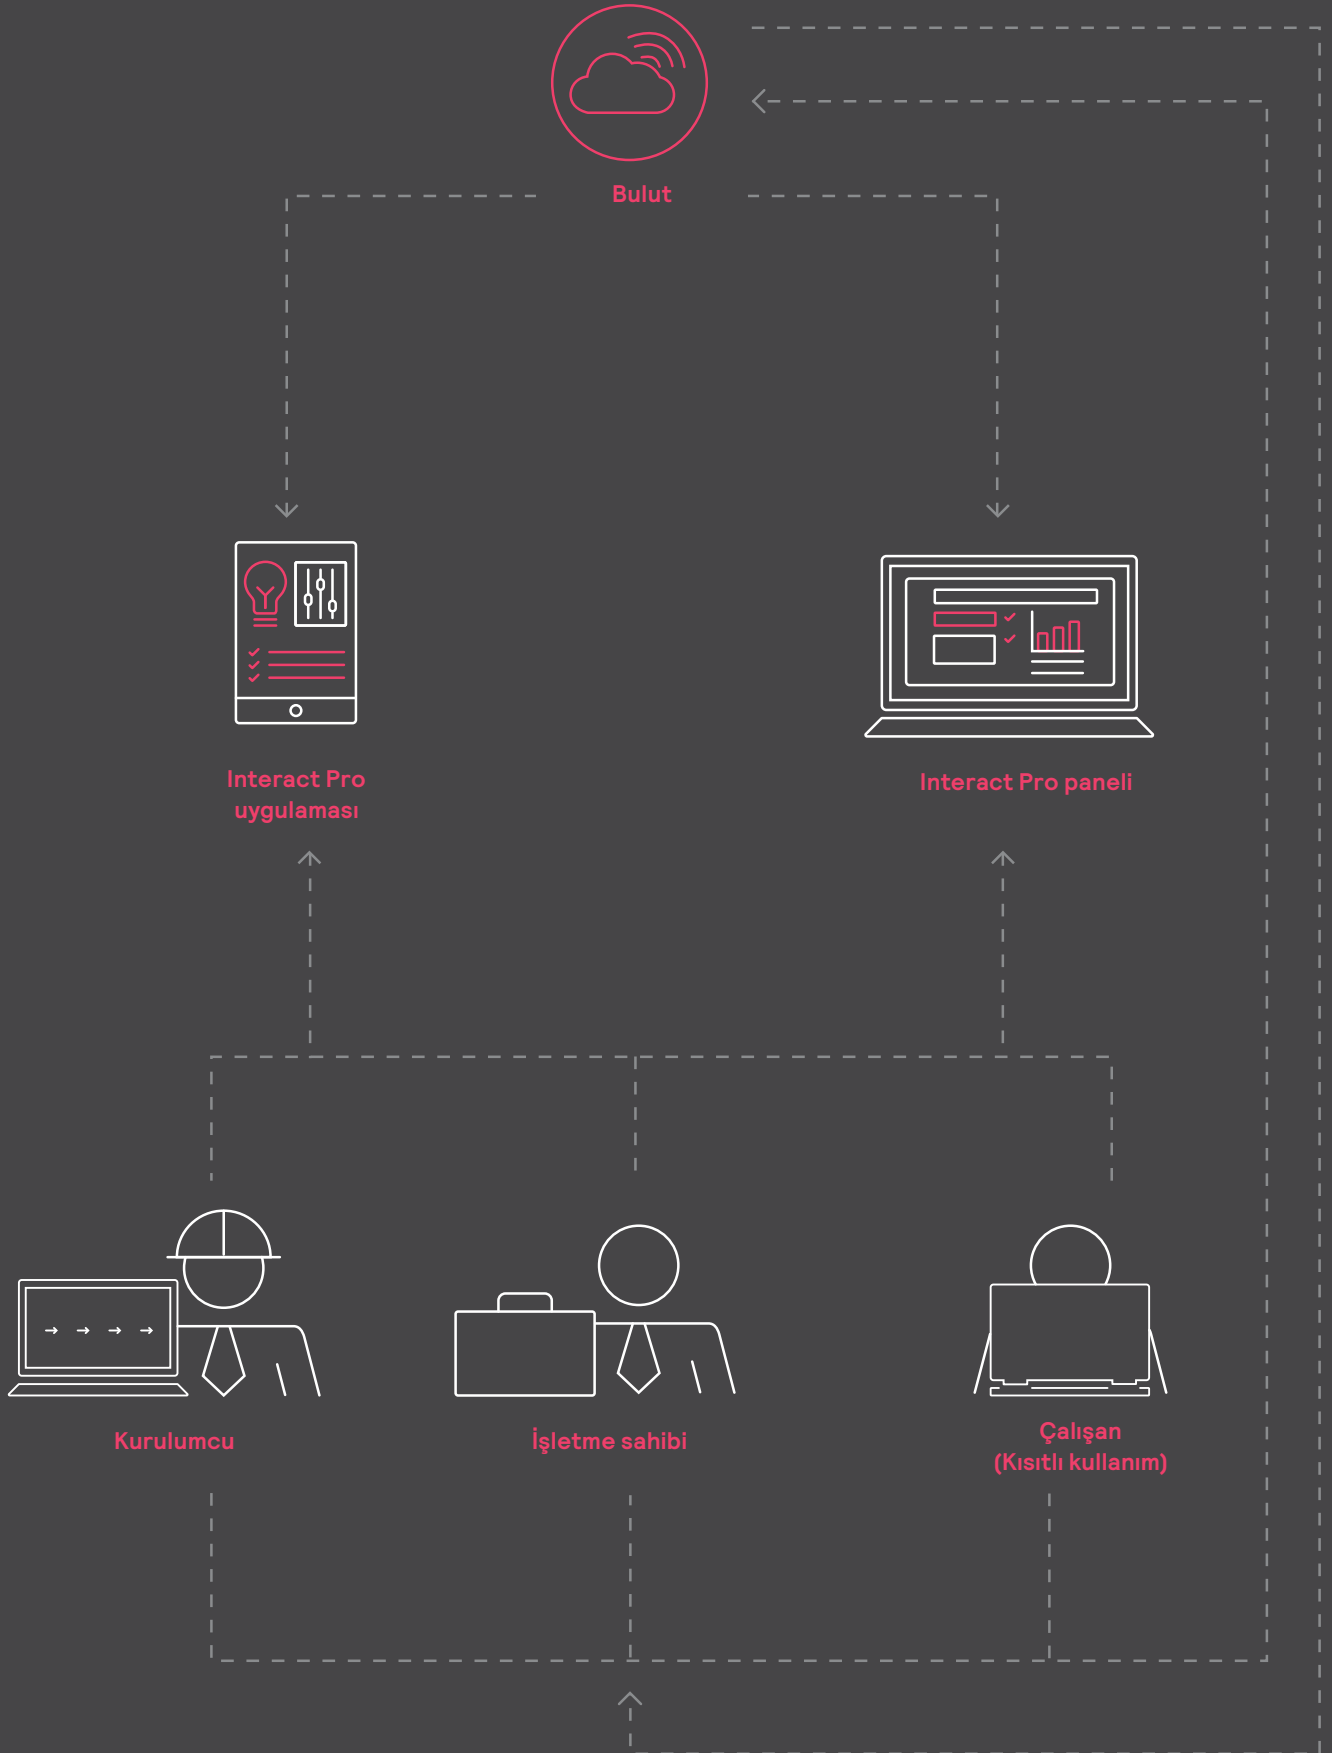 Bulut
Interact Pro
uygulaması
Interact Pro paneli
Kurulumcu
İşletme sahibi
Çalışan
(Kısıtlı kullanım)